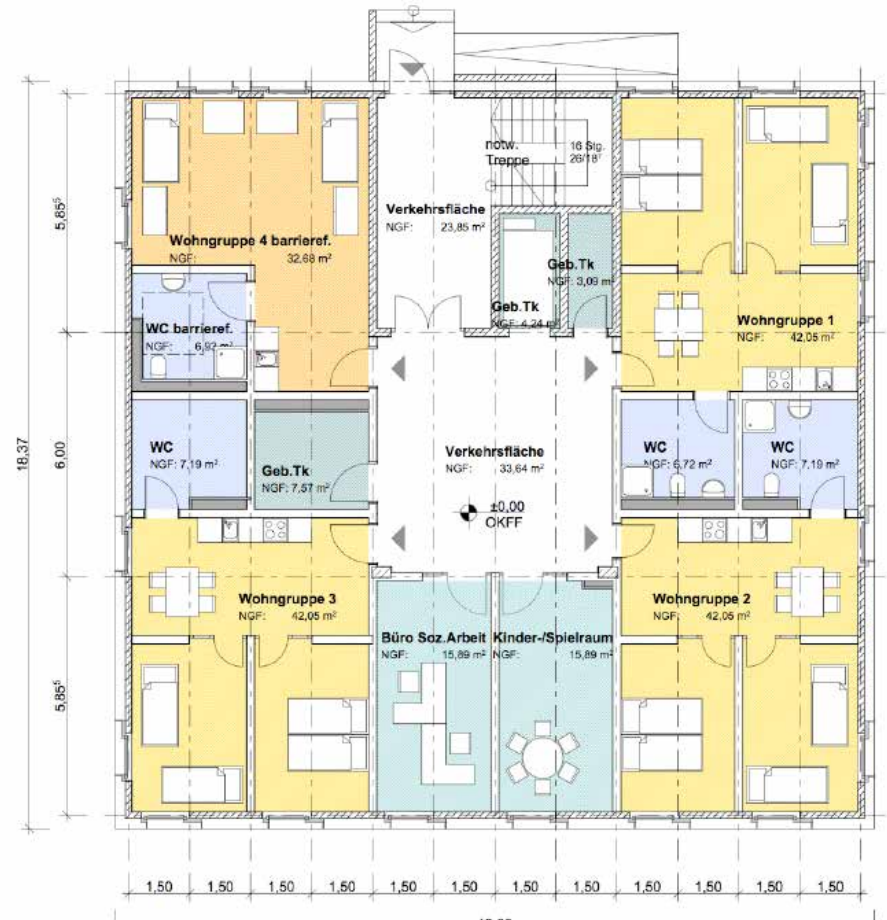 notw.
Treppe
16 Stg.
Verkehrsfläche
NGF: 23,85 m²
Wohngruppe 4 barrieref.
NGF: 32,68 m²
Geb.Tk
NGF: 3,09 m²
Geb.Tk
NGF: 4,24 m²
WC barrieref.
NGF: 6,92 m²
Wohngruppe 1
NGF: 42,05 m²
5,85⁵
18,37
6,00
5,85⁵
WC
NGF: 7,19 m²
Geb.Tk
NGF: 7,57 m²
Verkehrsfläche
NGF: 33,64 m²
WC
NGF: 6,72 m²
WC
NGF: 7,19 m²
±0,00
OKFF
Wohngruppe 3
NGF: 42,05 m²
Wohngruppe 2
NGF: 42,05 m²
Büro Soz.Arbeit
NGF: 15,89 m²
Kinder-/Spielraum
NGF: 15,89 m²
1,50 1,50 1,50 1,50 1,50 1,50 1,50 1,50 1,50 1,50 1,50 1,50